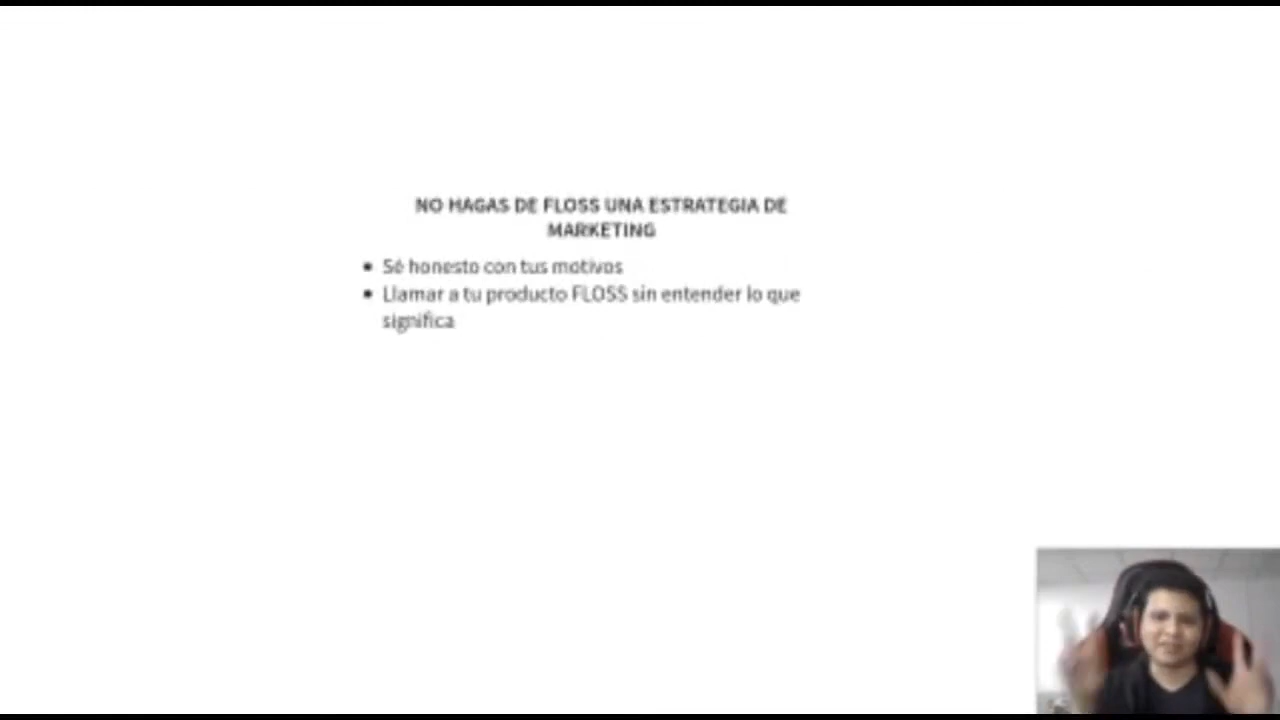 NO HAGAS DE FLOSS UNA ESTRATEGIA DE
MARKETING
• Sé honesto con tus motivos
• Llamar a tu producto FLOSS sin entender lo que
significa